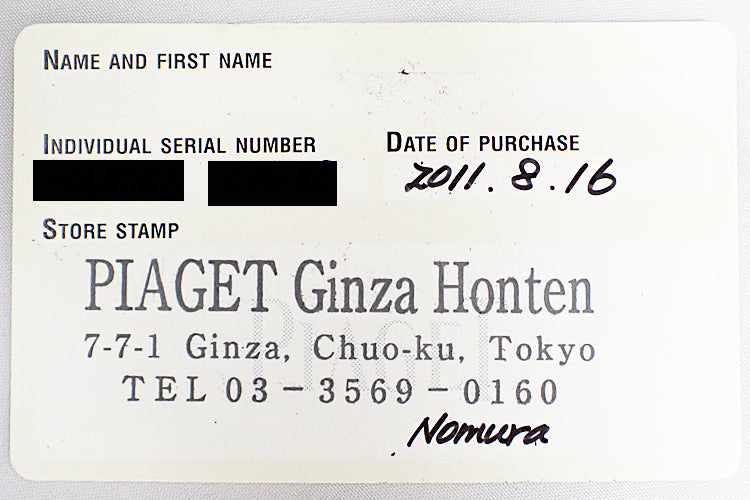 NAME AND FIRST NAME
INDIVIDUAL SERIAL NUMBER DATE OF PURCHASE
2011.8.16
STORE STAMP
PIAGET Ginza Honten
7-7-1 Ginza, Chuo-ku, Tokyo
TEL 03-3569-0160
PIAGET
Nomura